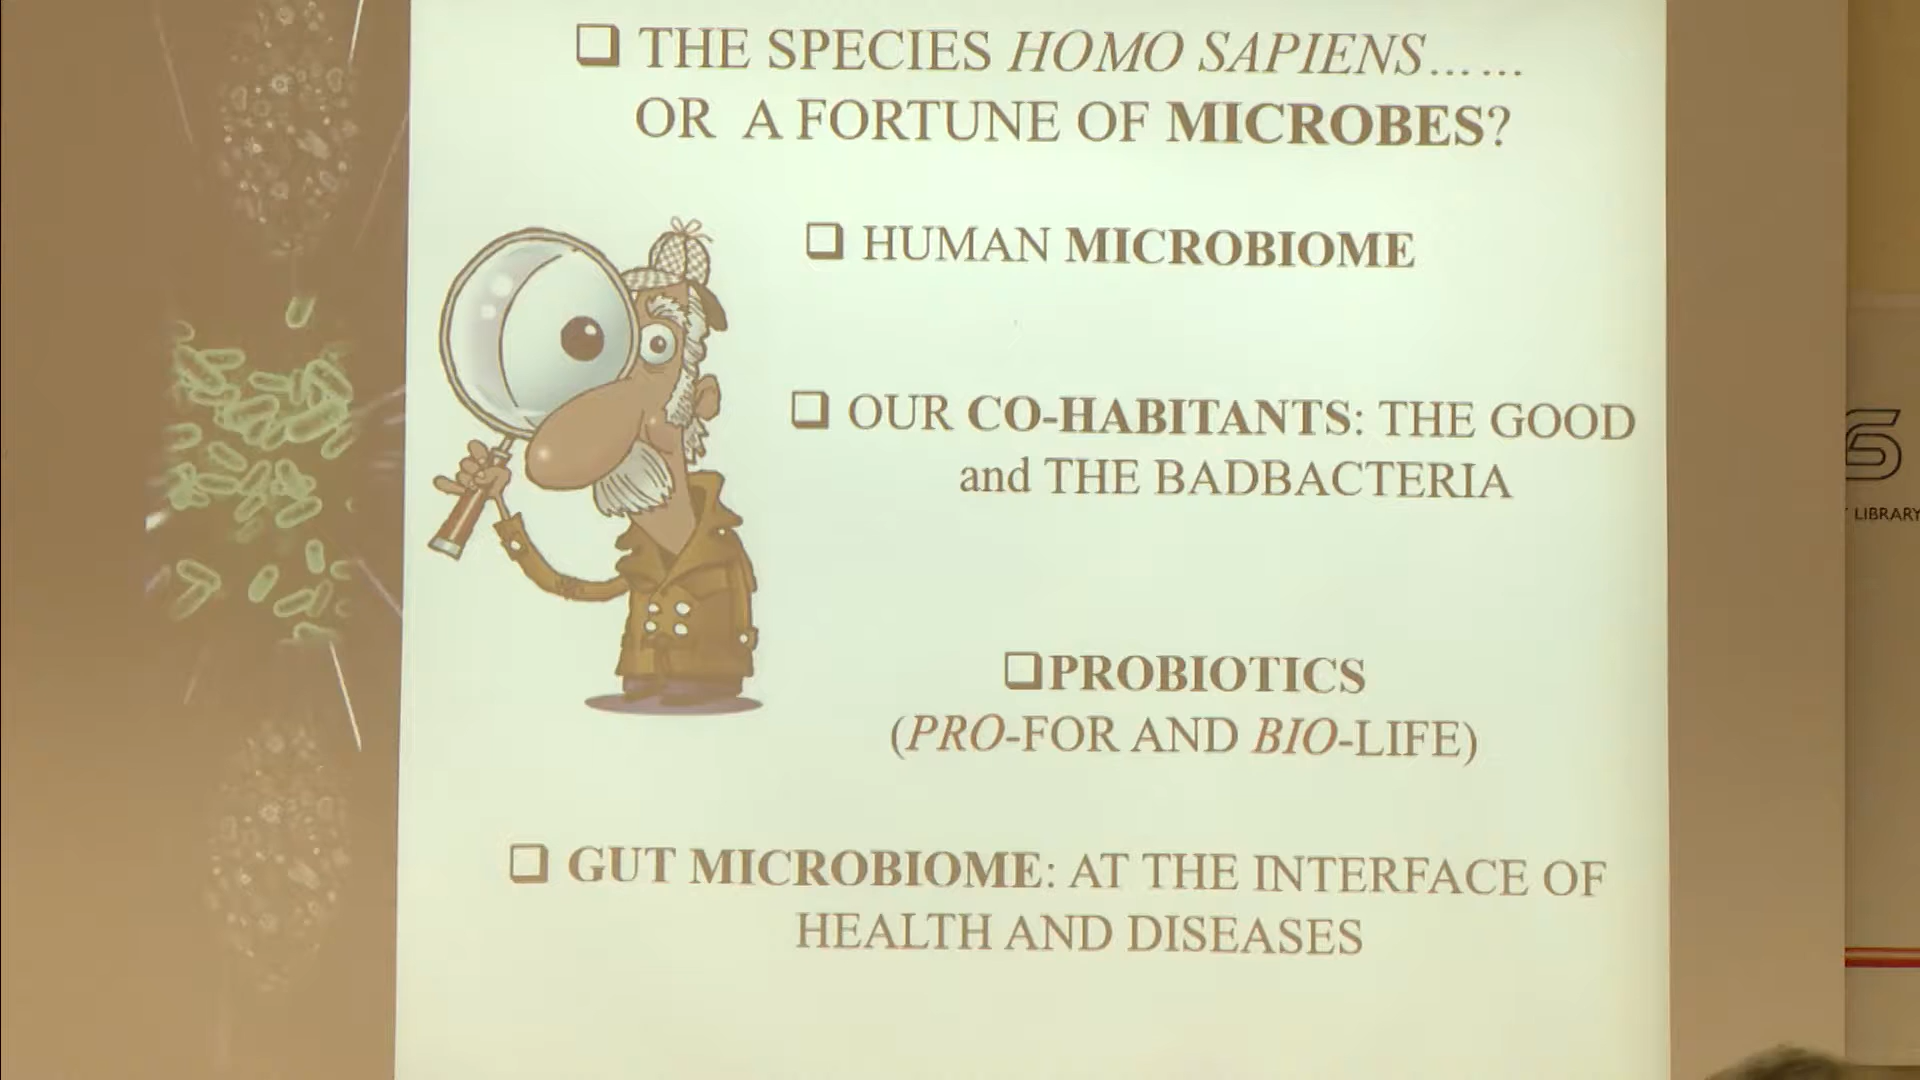 ❑ THE SPECIES HOMO SAPIENS......
OR A FORTUNE OF MICROBES?
❑ HUMAN MICROBIOME
❑ OUR CO-HABITANTS: THE GOOD
and THE BADBACTERIA
❑PROBIOTICS
(PRO-FOR AND BIO-LIFE)
❑ GUT MICROBIOME: AT THE INTERFACE OF
HEALTH AND DISEASES
LIBRARY